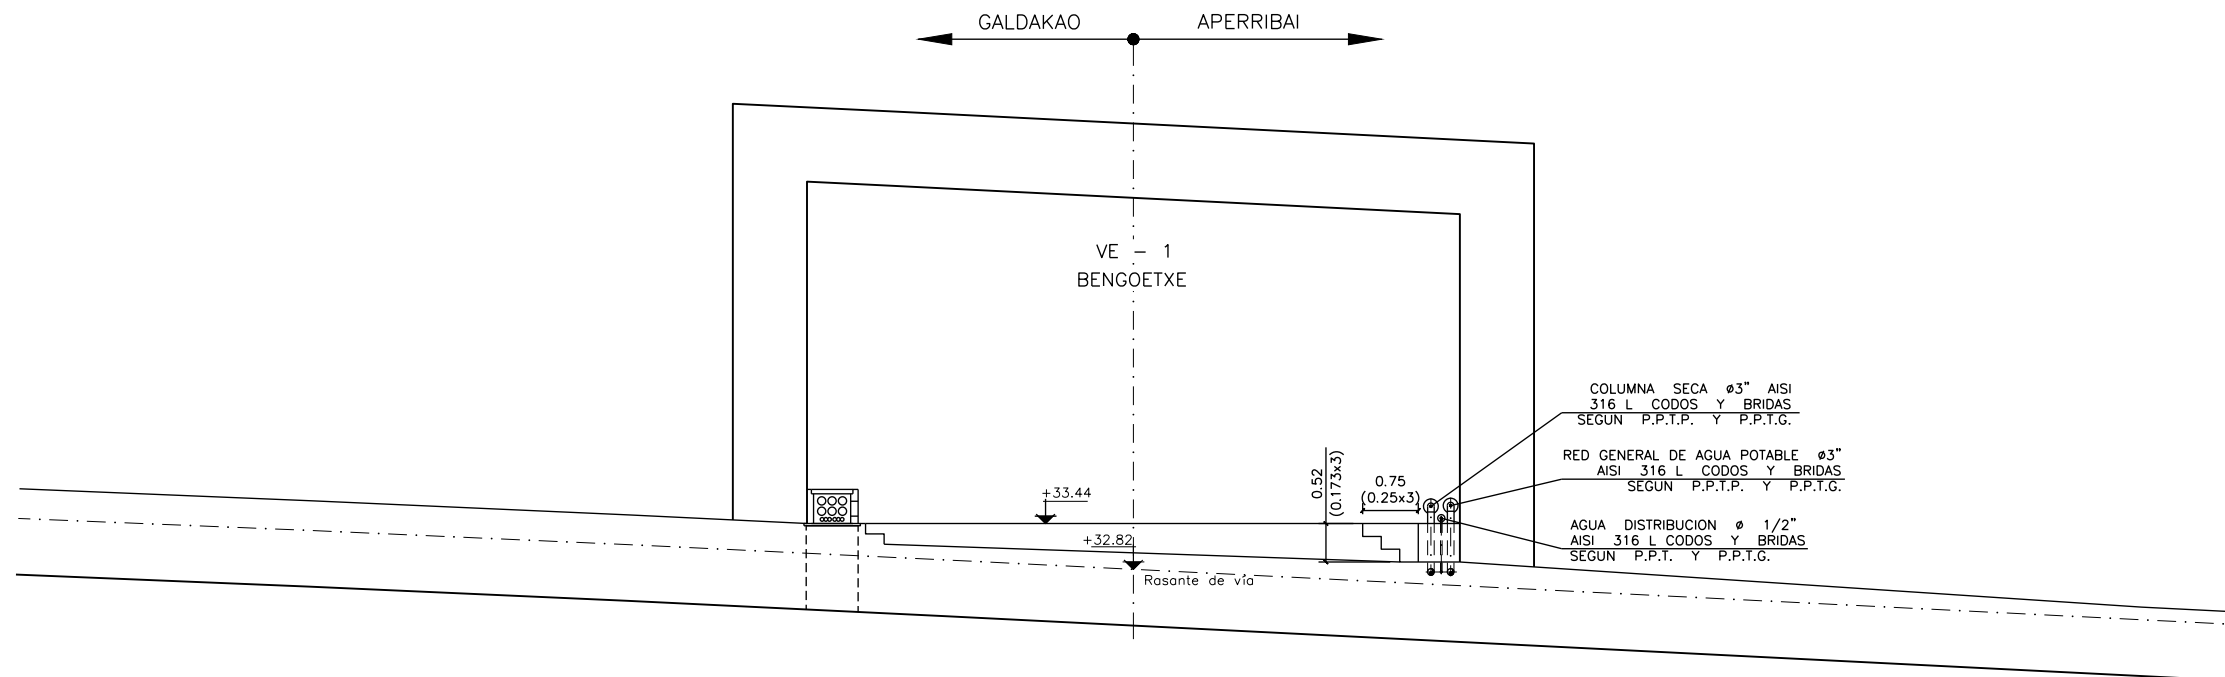 GALDAKAO APERRIBAI
VE - 1
BENGOETXE
COLUMNA SECA ø3" AISI
316 L CODOS Y BRIDAS
SEGUN P.P.T.P. Y P.P.T.G.
RED GENERAL DE AGUA POTABLE ø3"
AISI 316 L CODOS Y BRIDAS
SEGUN P.P.T.P. Y P.P.T.G.
AGUA DISTRIBUCION ø 1/2"
AISI 316 L CODOS Y BRIDAS
SEGUN P.P.T. Y P.P.T.G.
0.52
(0.173x3)
0.75
(0.25x3)
+33.44
+32.82
Rasante de vía